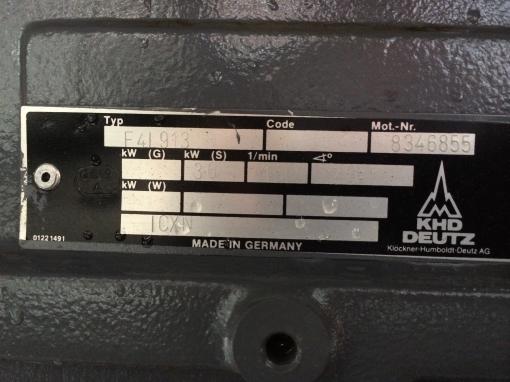 Typ Code Mot.-Nr.
F4L913 8346855
kW (G) kW (S) 1/min ∢°
kW (W)
ICXN
KHD
DEUTZ
Klöckner-Humboldt-Deutz AG
01221491
MADE IN GERMANY